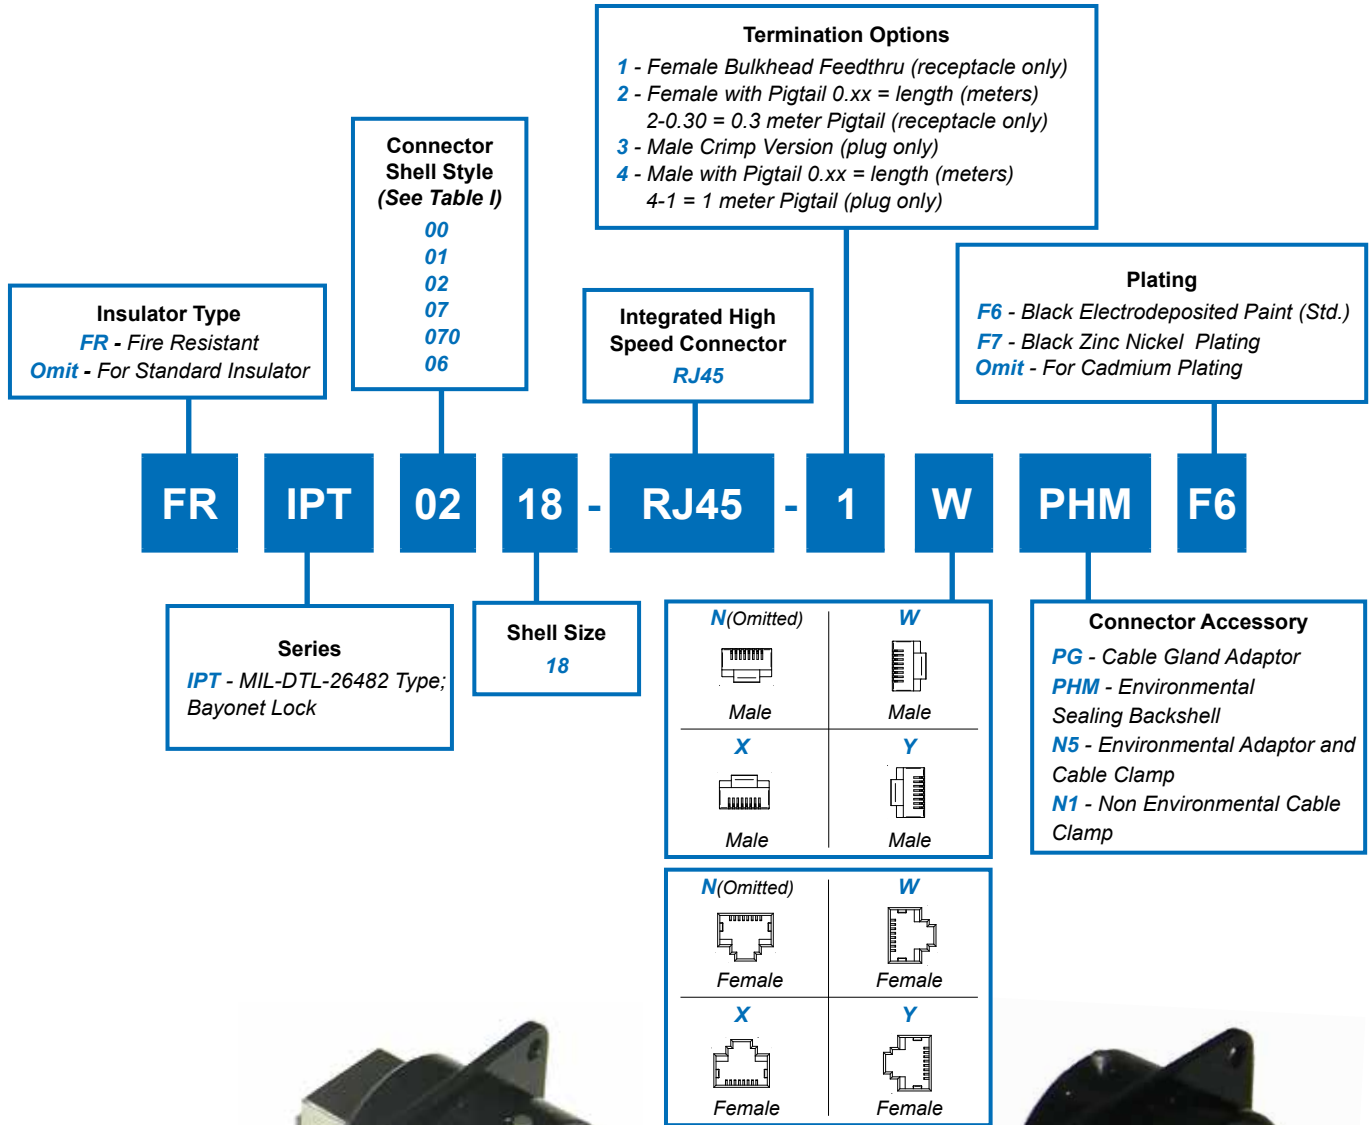 Termination Options
1 - Female Bulkhead Feedthru (receptacle only)
2 - Female with Pigtail 0.xx = length (meters)
2-0.30 = 0.3 meter Pigtail (receptacle only)
3 - Male Crimp Version (plug only)
4 - Male with Pigtail 0.xx = length (meters)
4-1 = 1 meter Pigtail (plug only)
Connector
Shell Style
(See Table I)
00
01
02
07
070
06
Insulator Type
FR - Fire Resistant
Omit - For Standard Insulator
Integrated High
Speed Connector
RJ45
Plating
F6 - Black Electrodeposited Paint (Std.)
F7 - Black Zinc Nickel Plating
Omit - For Cadmium Plating
FR IPT 02 18 - RJ45 - 1 W PHM F6
Series
IPT - MIL-DTL-26482 Type;
Bayonet Lock
Shell Size
18
N(Omitted) W
Male Male
X Y
Male Male
N(Omitted) W
Female Female
X Y
Female Female
Connector Accessory
PG - Cable Gland Adaptor
PHM - Environmental
Sealing Backshell
N5 - Environmental Adaptor and
Cable Clamp
N1 - Non Environmental Cable
Clamp